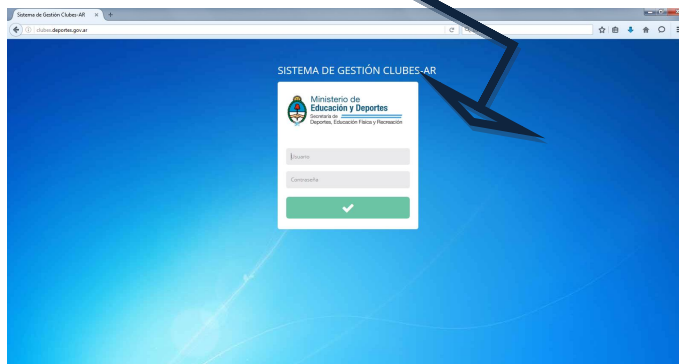 Sistema de Gestión Clubes-AR
clubes.deportes.gov.ar
SISTEMA DE GESTIÓN CLUBES-AR
Ministerio de
Educación y Deportes
Secretaría de
Deportes, Educación Física y Recreación
Usuario
Contraseña